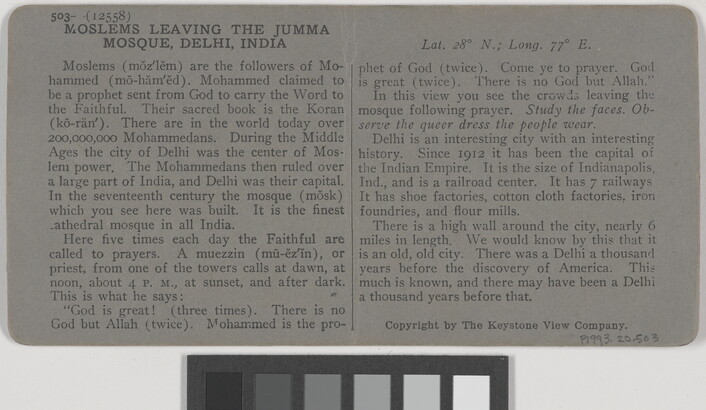 503- -(12558)
MOSLEMS LEAVING THE JUMMA
MOSQUE, DELHI, INDIA
Moslems (mŏz'lĕm) are the followers of Mo-
hammed (mō-hăm'ĕd). Mohammed claimed to
be a prophet sent from God to carry the Word to
the Faithful. Their sacred book is the Koran
(kō-rän'). There are in the world today over
200,000,000 Mohammedans. During the Middle
Ages the city of Delhi was the center of Mos-
lem power. The Mohammedans then ruled over
a large part of India, and Delhi was their capital.
In the seventeenth century the mosque (mŏsk)
which you see here was built. It is the finest
cathedral mosque in all India.
Here five times each day the Faithful are
called to prayers. A muezzin (mū-ĕz'ĭn), or
priest, from one of the towers calls at dawn, at
noon, about 4 P. M., at sunset, and after dark.
This is what he says:
"God is great! (three times). There is no
God but Allah (twice). Mohammed is the pro-
Lat. 28° N.; Long. 77° E.
phet of God (twice). Come ye to prayer. God
is great (twice). There is no God but Allah."
In this view you see the crowds leaving the
mosque following prayer. Study the faces. Ob-
serve the queer dress the people wear.
Delhi is an interesting city with an interesting
history. Since 1912 it has been the capital of
the Indian Empire. It is the size of Indianapolis,
Ind., and is a railroad center. It has 7 railways
It has shoe factories, cotton cloth factories, iron
foundries, and flour mills.
There is a high wall around the city, nearly 6
miles in length. We would know by this that it
is an old, old city. There was a Delhi a thousand
years before the discovery of America. This
much is known, and there may have been a Delhi
a thousand years before that.
Copyright by The Keystone View Company.
P1993.20.503